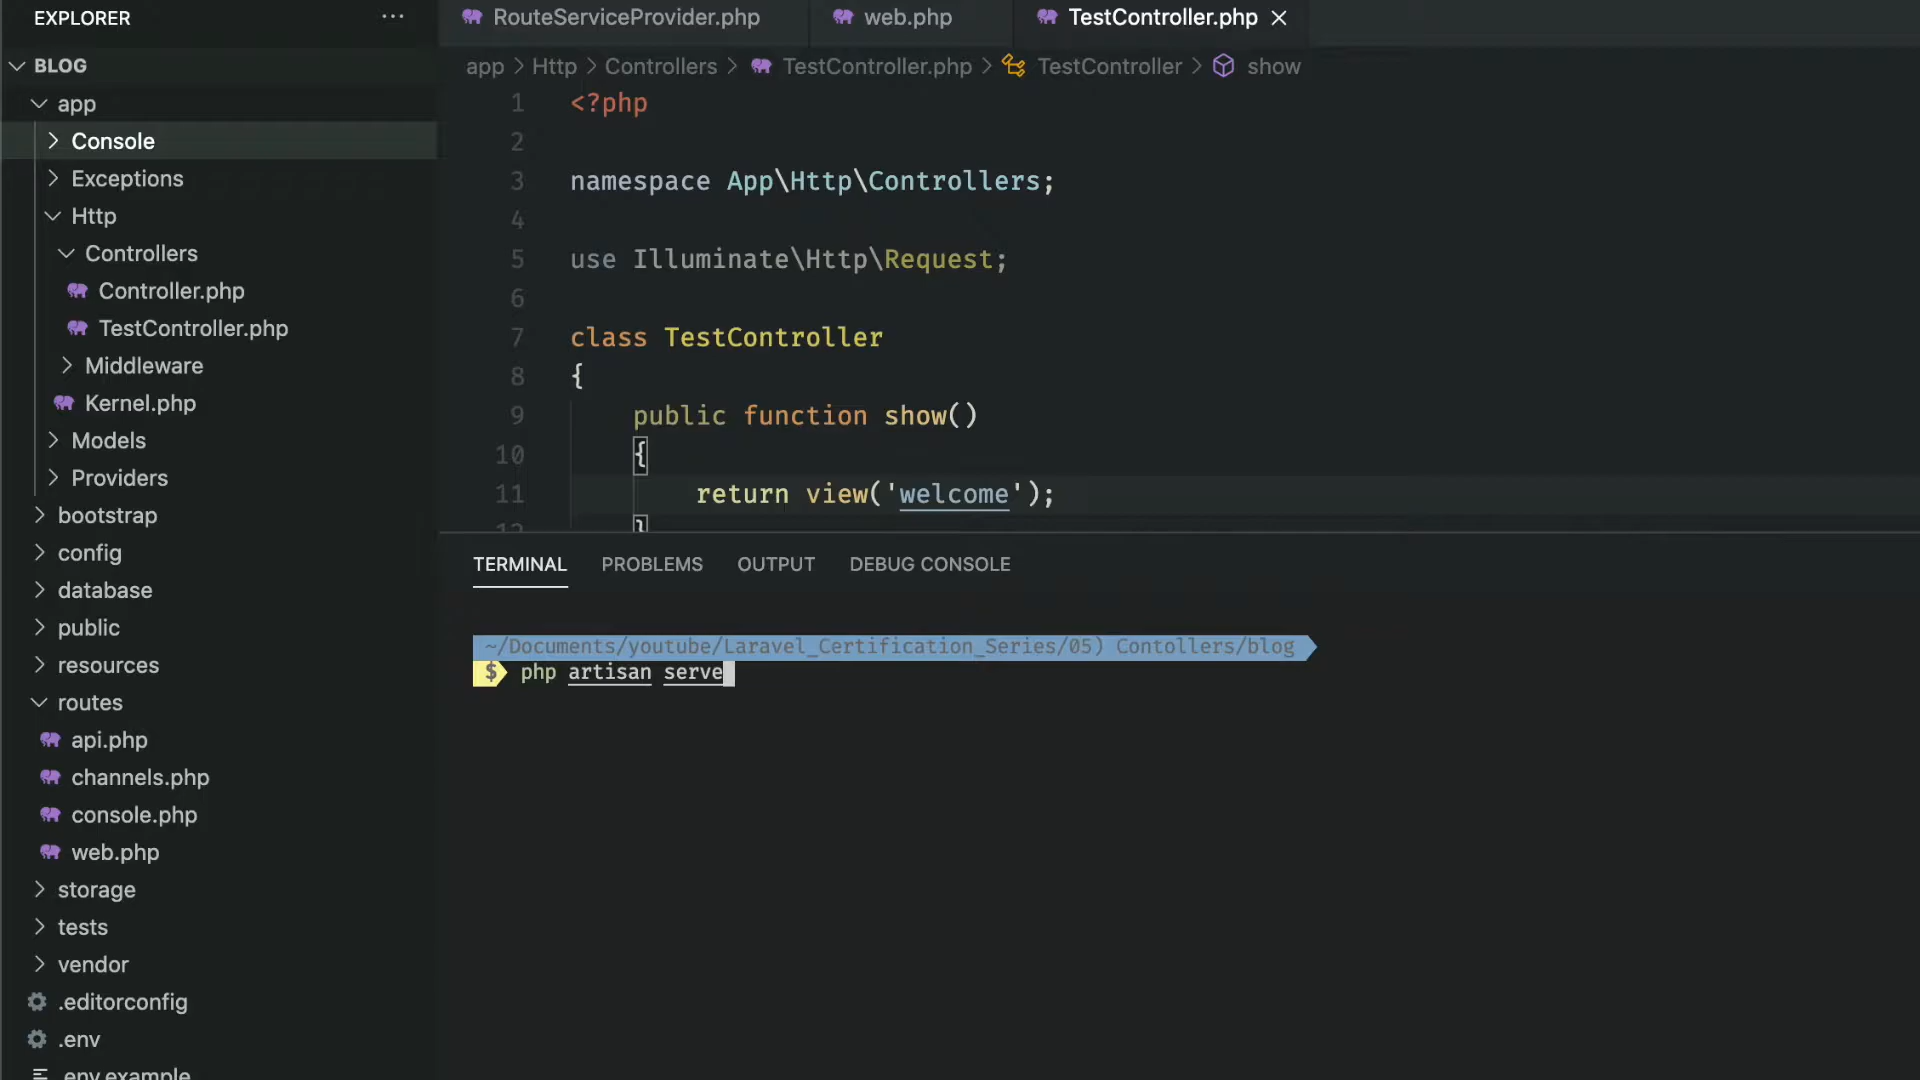 EXPLORER
BLOG
app
Console
Exceptions
Http
Controllers
Controller.php
TestController.php
Middleware
Kernel.php
Models
Providers
bootstrap
config
database
public
resources
routes
api.php
channels.php
console.php
web.php
storage
tests
vendor
.editorconfig
.env
.env.example
RouteServiceProvider.php web.php TestController.php
app > Http > Controllers > TestController.php > TestController > show
1 <?php
2
3 namespace App\Http\Controllers;
4
5 use Illuminate\Http\Request;
6
7 class TestController
8 {
9 public function show()
10 {
11 return view('welcome');
12 }
TERMINAL PROBLEMS OUTPUT DEBUG CONSOLE
~/Documents/youtube/Laravel_Certification_Series/05) Contollers/blog
$ php artisan serve